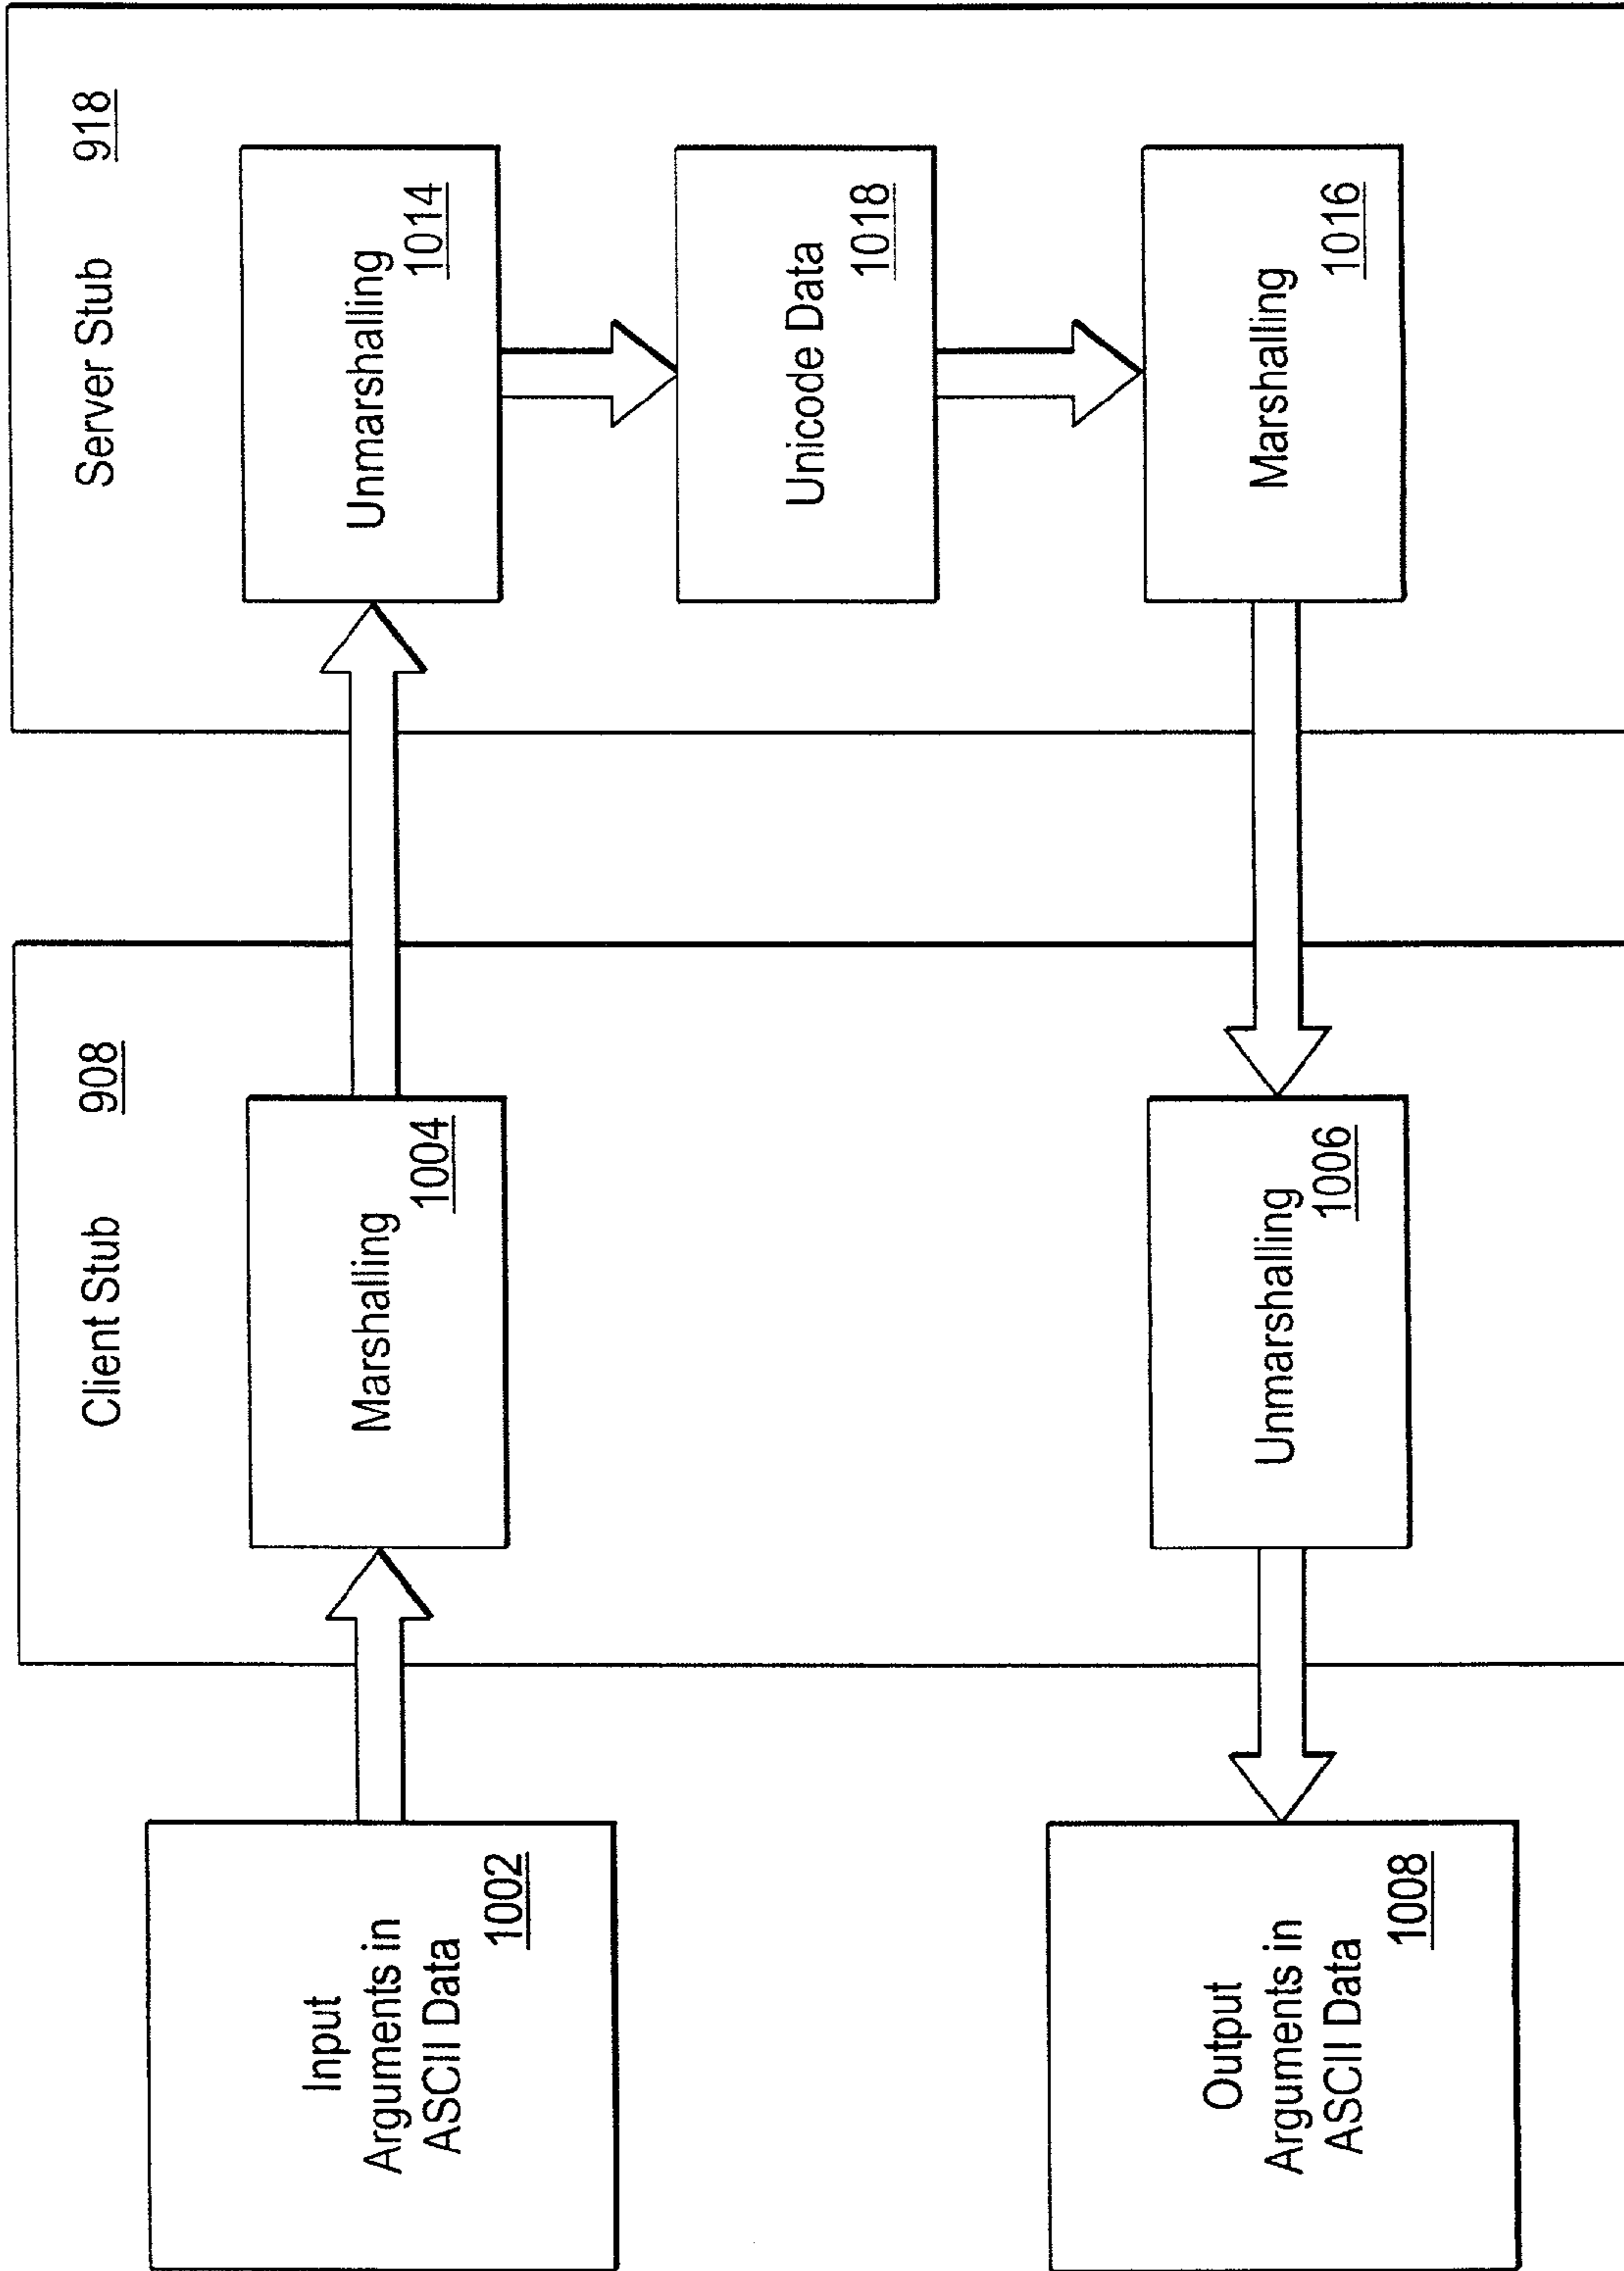 Input
Arguments in
ASCII Data
1002
Client Stub 908
Marshalling
1004
Server Stub 918
Unmarshalling
1014
Unicode Data
1018
Marshalling
1016
Unmarshalling
1006
Output
Arguments in
ASCII Data
1008